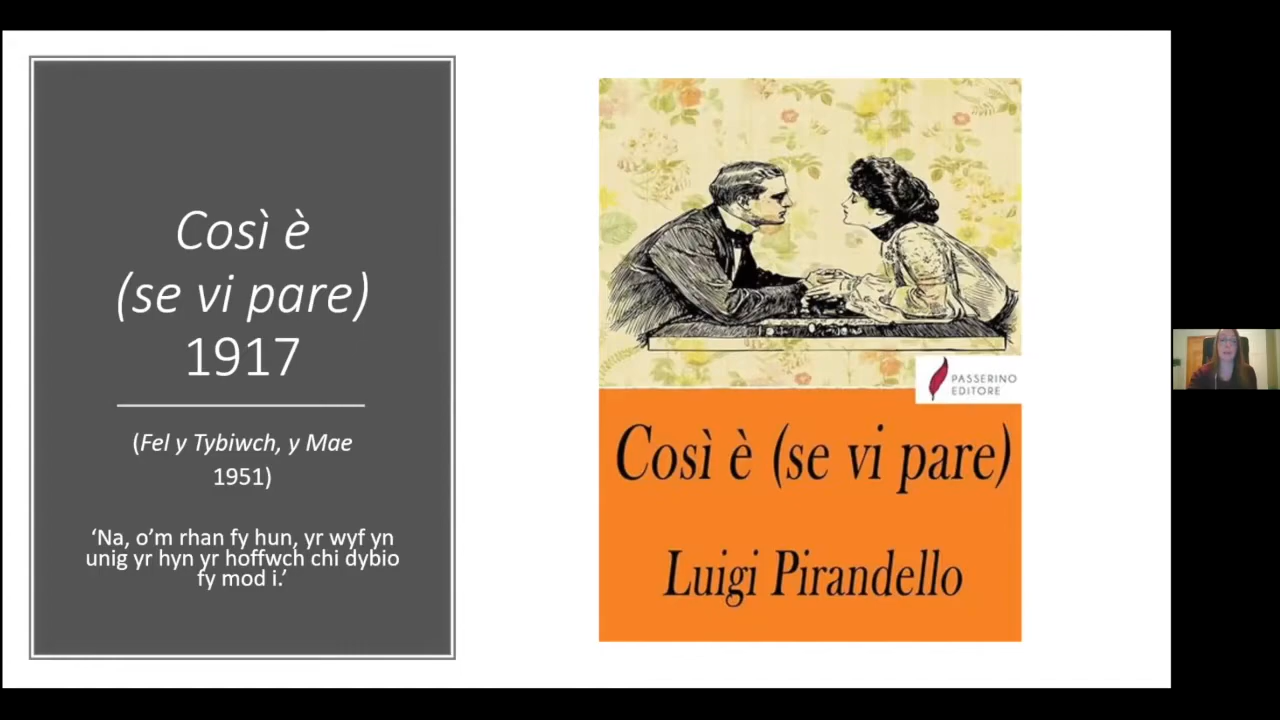 Così è
(se vi pare)
1917
(Fel y Tybiwch, y Mae
1951)
‘Na, o’m rhan fy hun, yr wyf yn
unig yr hyn yr hoffwch chi dybio
fy mod i.’
PASSERINO
EDITORE
Così è (se vi pare)
Luigi Pirandello